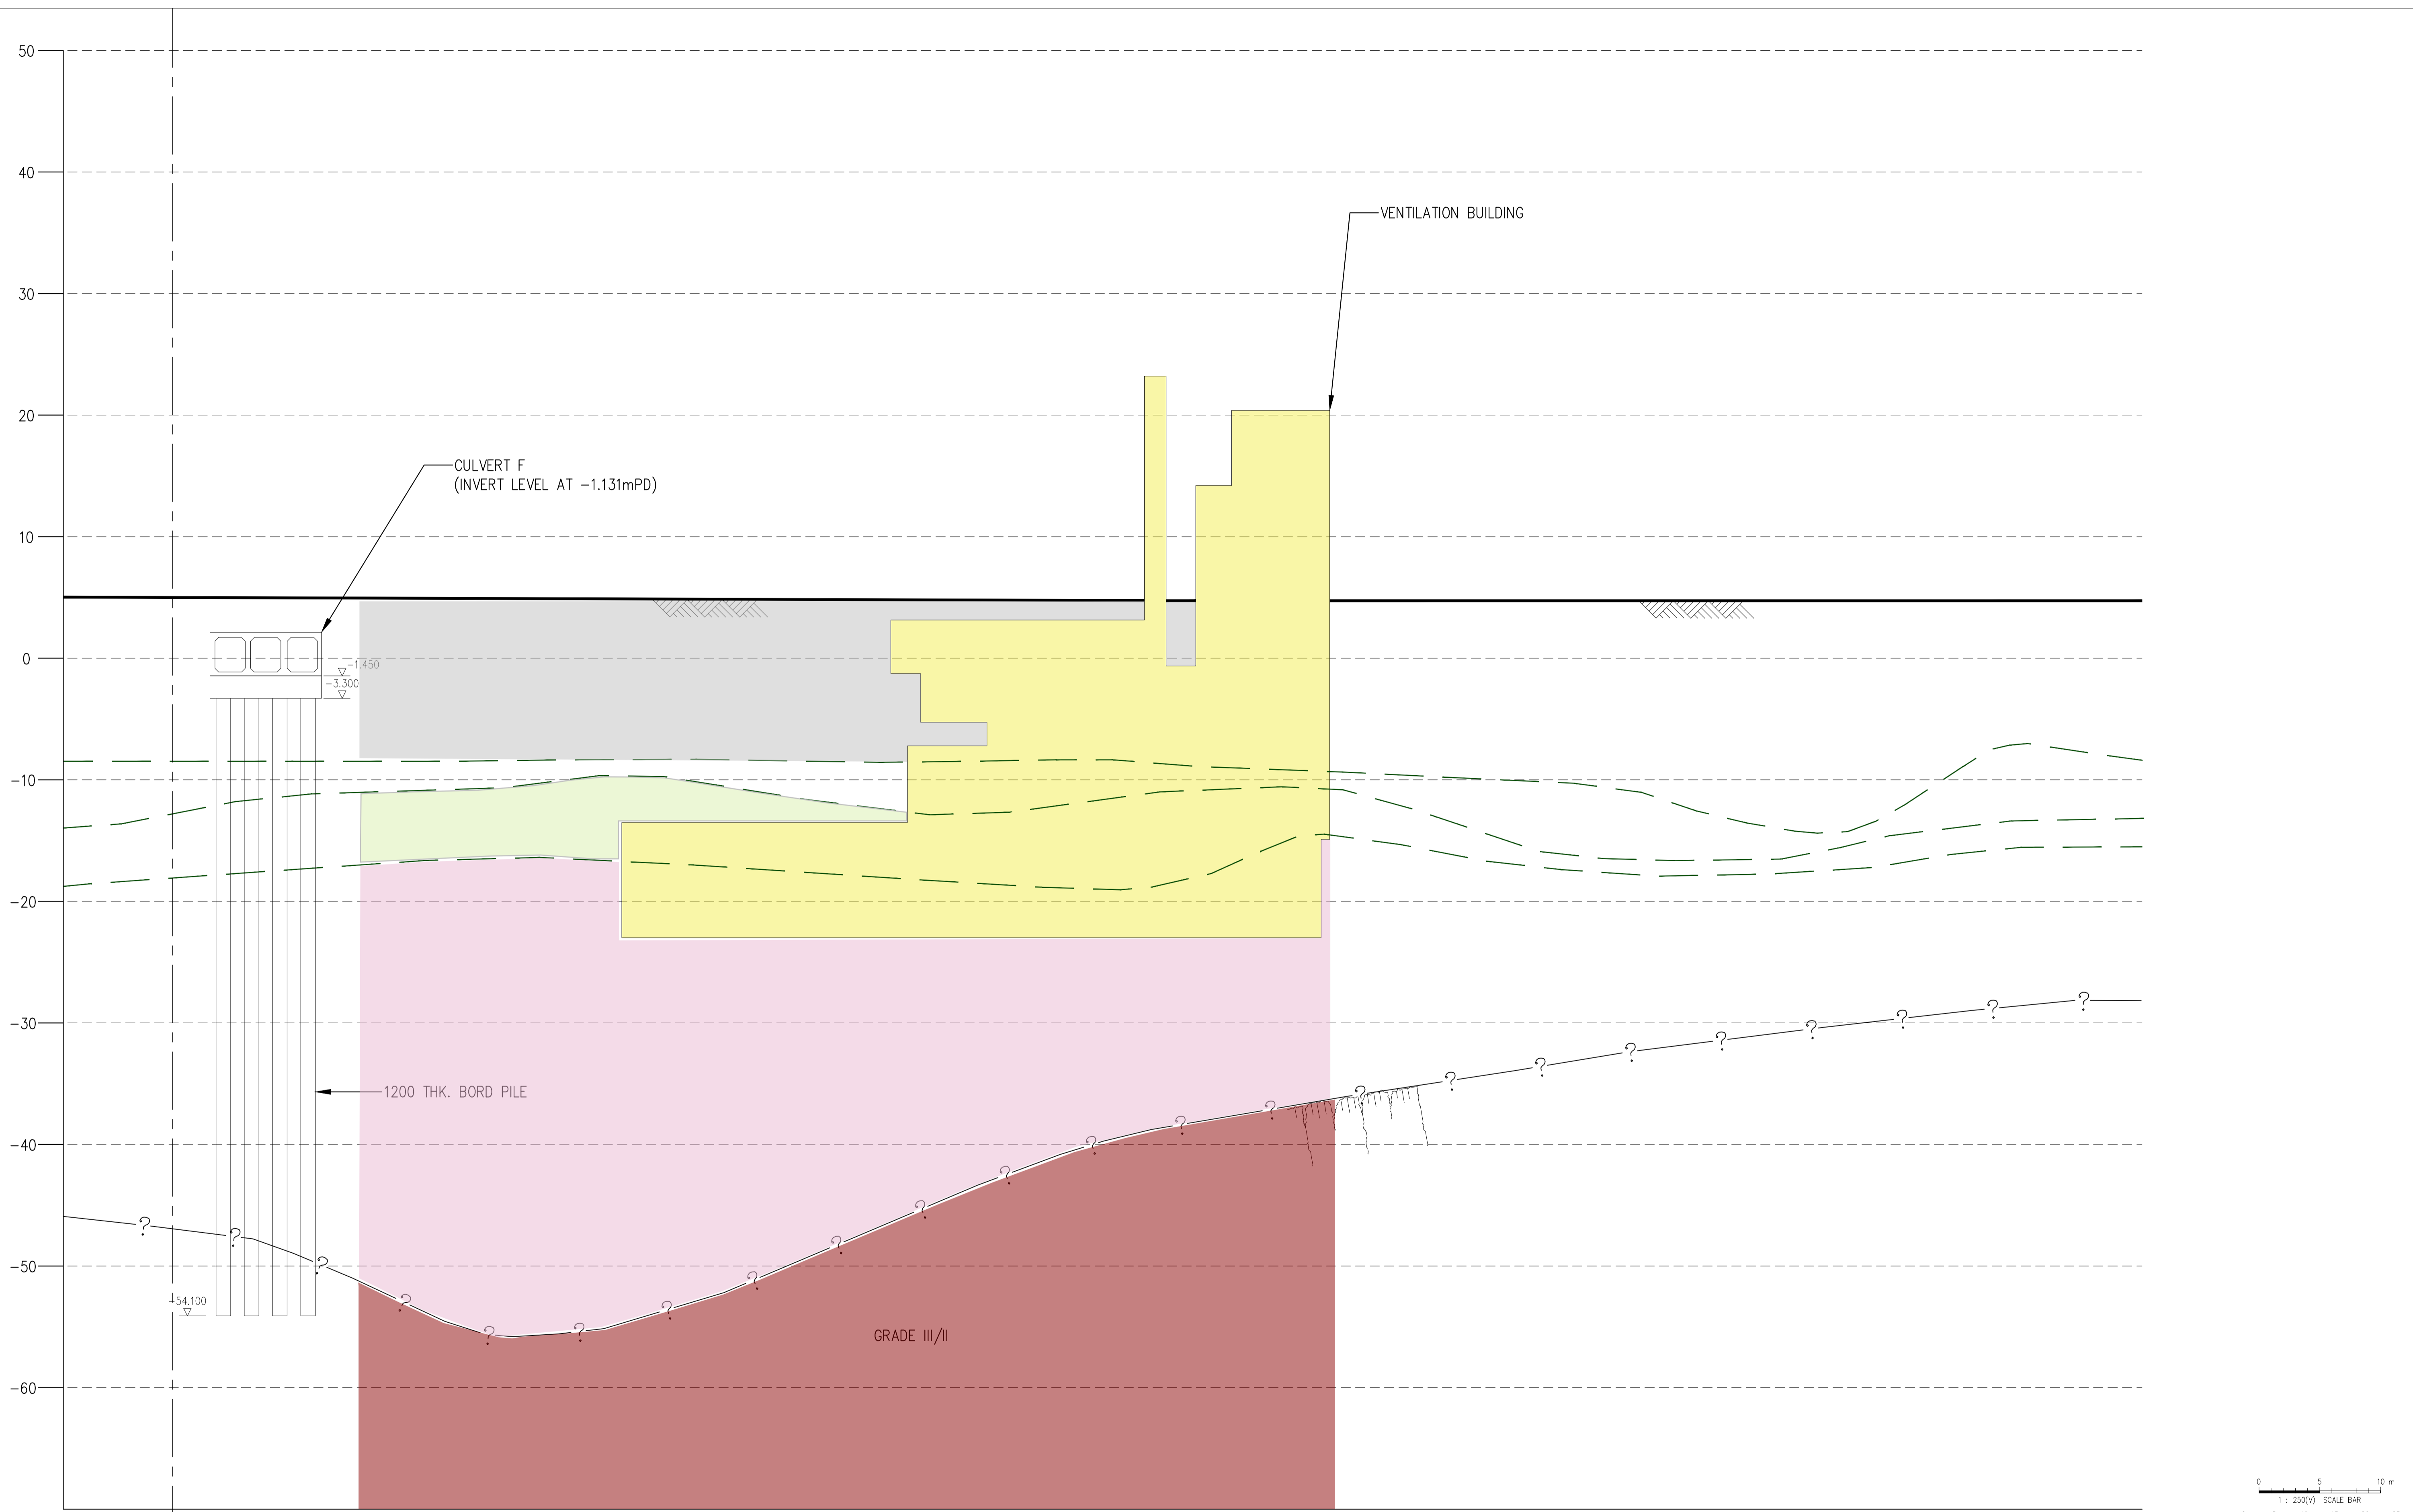 50
40
VENTILATION BUILDING
30
20
CULVERT F
(INVERT LEVEL AT -1.131mPD)
10
0
-1.450
-3.300
-10
-20
-30
1200 THK. BORD PILE
-40
-50
-54.100
GRADE III/II
-60
0 5 10 m
1 : 250(V) SCALE BAR